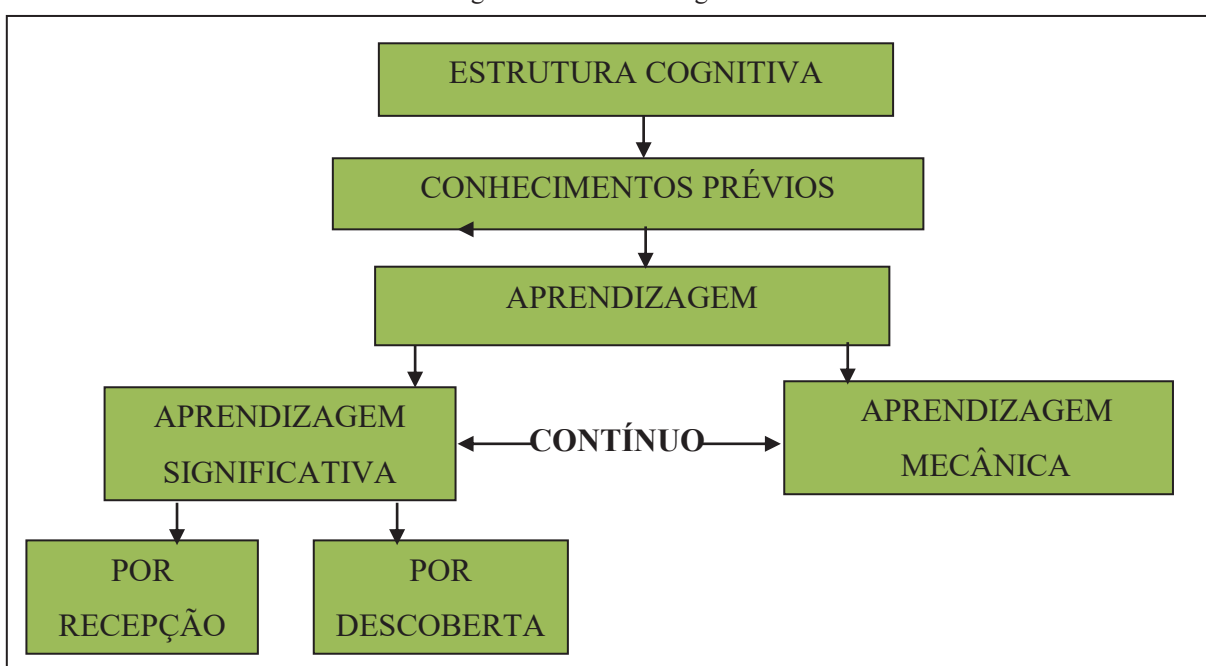 ESTRUTURA COGNITIVA
CONHECIMENTOS PRÉVIOS
APRENDIZAGEM
APRENDIZAGEM
SIGNIFICATIVA
CONTÍNUO
APRENDIZAGEM
MECÂNICA
POR
RECEPÇÃO
POR
DESCOBERTA